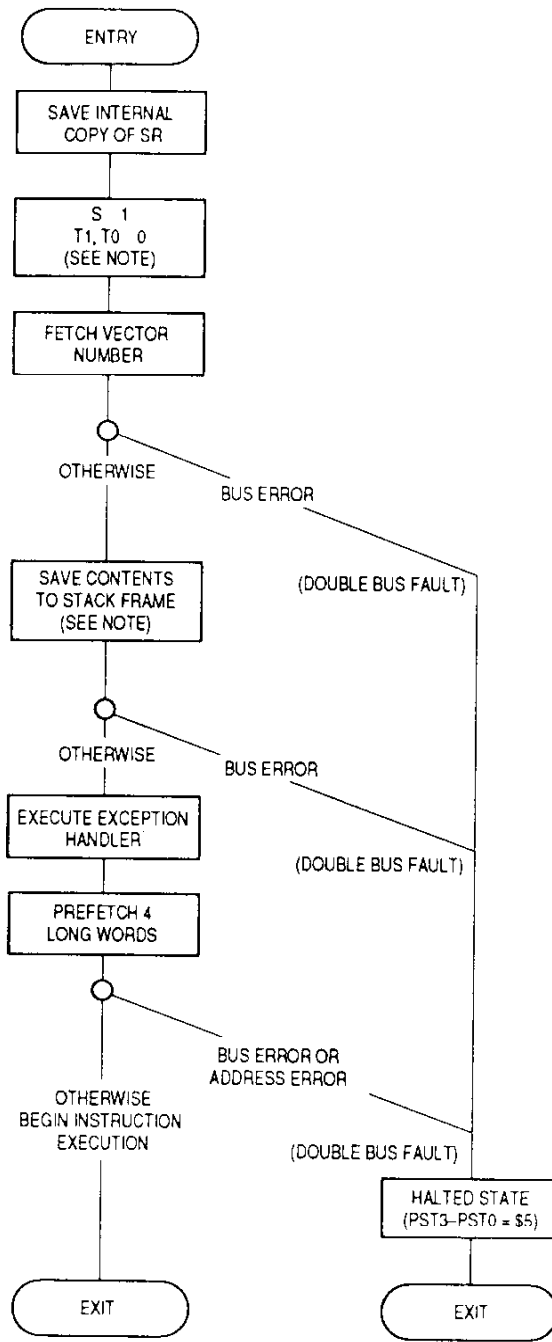 ENTRY
SAVE INTERNAL
COPY OF SR
S 1
T1, T0 0
(SEE NOTE)
FETCH VECTOR
NUMBER
OTHERWISE
BUS ERROR
(DOUBLE BUS FAULT)
SAVE CONTENTS
TO STACK FRAME
(SEE NOTE)
OTHERWISE
BUS ERROR
EXECUTE EXCEPTION
HANDLER
(DOUBLE BUS FAULT)
PREFETCH 4
LONG WORDS
BUS ERROR OR
ADDRESS ERROR
OTHERWISE
BEGIN INSTRUCTION
EXECUTION
(DOUBLE BUS FAULT)
HALTED STATE
(PST3–PST0 = $5)
EXIT
EXIT